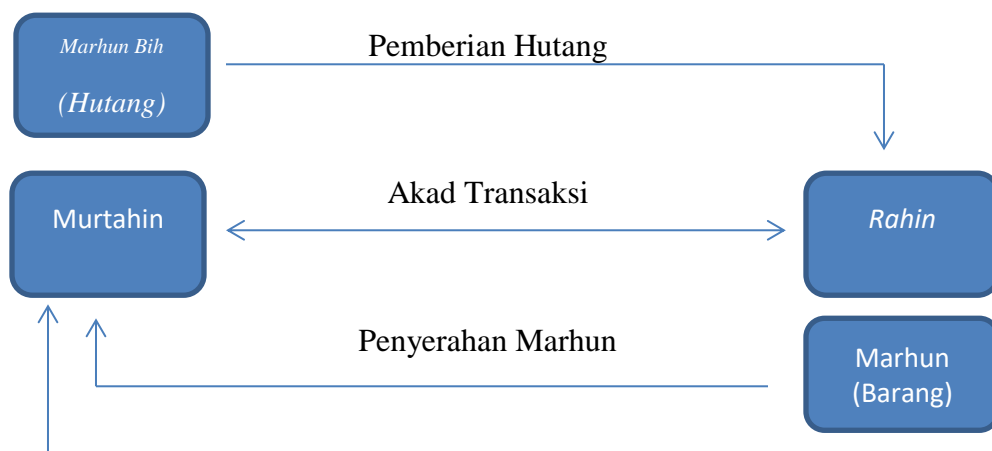 Marhun Bih
(Hutang)
Pemberian Hutang
Murtahin
Akad Transaksi
Rahin
Penyerahan Marhun
Marhun
(Barang)